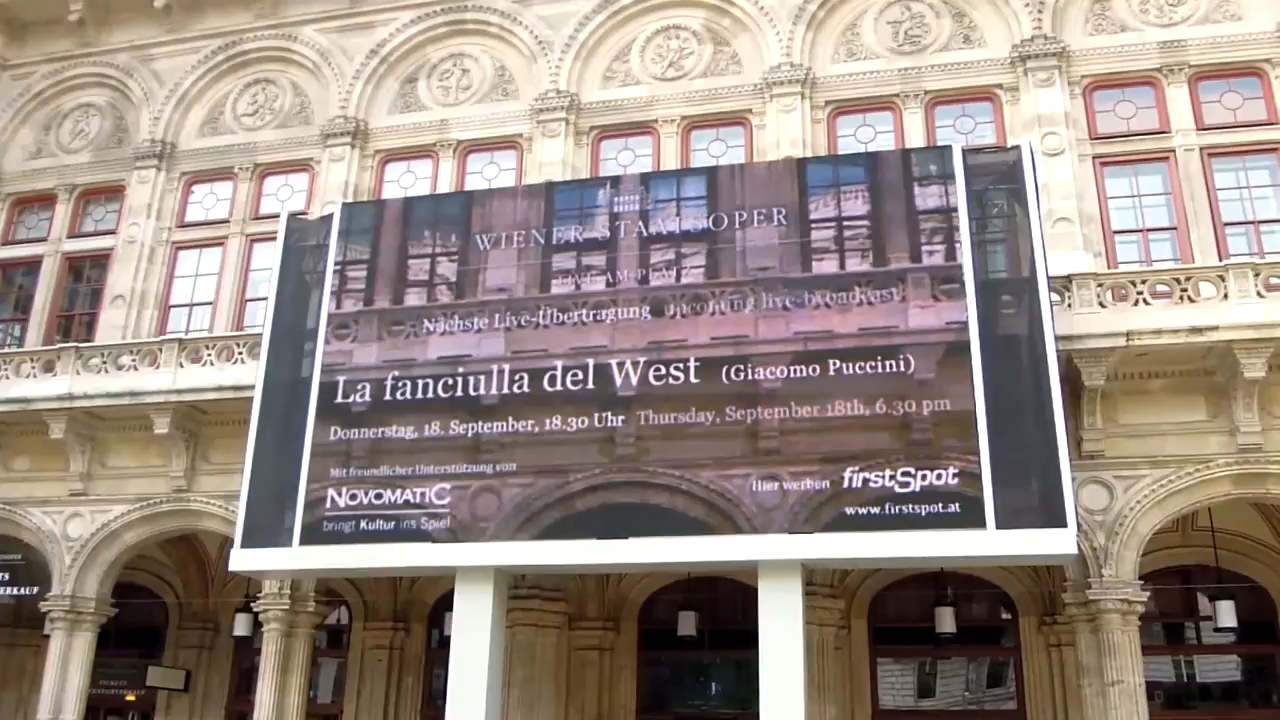 WIENER STAATSOPER
LIVE AM PLATZ
Nächste Live-Übertragung upcoming live-broadcast
La fanciulla del West (Giacomo Puccini)
Donnerstag, 18. September, 18.30 Uhr Thursday, September 18th, 6.30 pm
Mit freundlicher Unterstützung von
NOVOMATIC
bringt Kultur ins Spiel
Hier werben firstSpot
www.firstspot.at